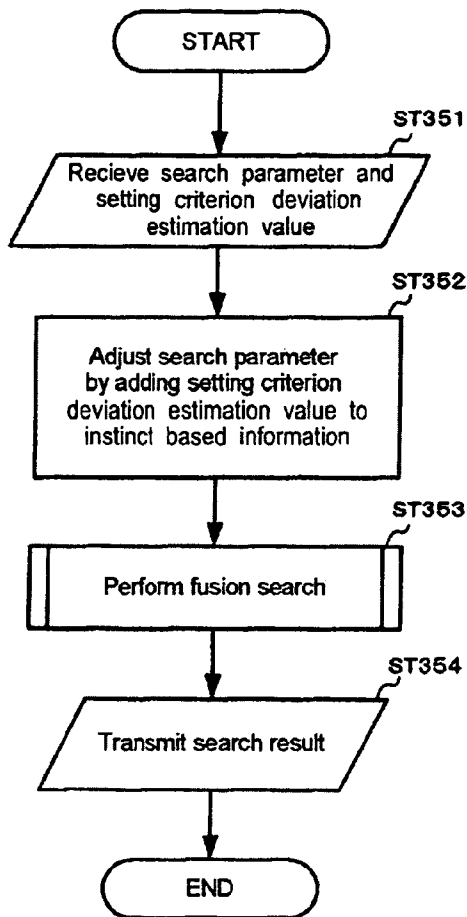 START
ST351
Recieve search parameter and
setting criterion deviation
estimation value
ST352
Adjust search parameter
by adding setting criterion
deviation estimation value to
instinct based information
ST353
Perform fusion search
ST354
Transmit search result
END